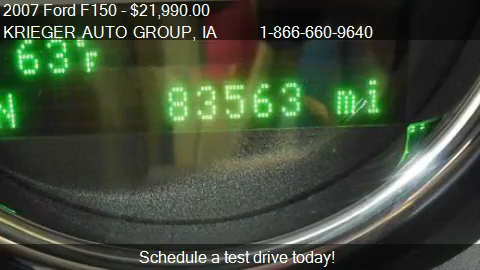 2007 Ford F150 - $21,990.00
KRIEGER AUTO GROUP, IA 1-866-660-9640
63°F
83563 mi
Schedule a test drive today!